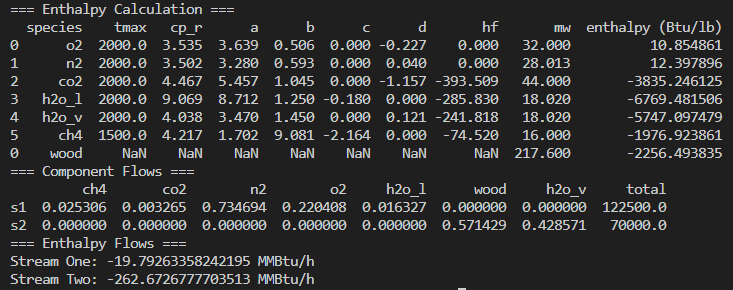 === Enthalpy Calculation ===
species tmax cp_r a b c d hf mw enthalpy (Btu/lb)
0 o2 2000.0 3.535 3.639 0.506 0.000 -0.227 0.000 32.000 10.854861
1 n2 2000.0 3.502 3.280 0.593 0.000 0.040 0.000 28.013 12.397896
2 co2 2000.0 4.467 5.457 1.045 0.000 -1.157 -393.509 44.000 -3835.246125
3 h2o_l 2000.0 9.069 8.712 1.250 -0.180 0.000 -285.830 18.020 -6769.481506
4 h2o_v 2000.0 4.038 3.470 1.450 0.000 0.121 -241.818 18.020 -5747.097479
5 ch4 1500.0 4.217 1.702 9.081 -2.164 0.000 -74.520 16.000 -1976.923861
0 wood NaN NaN NaN NaN NaN NaN NaN 217.600 -2256.493835
=== Component Flows ===
ch4 co2 n2 o2 h2o_l wood h2o_v total
s1 0.025306 0.003265 0.734694 0.220408 0.016327 0.000000 0.000000 122500.0
s2 0.000000 0.000000 0.000000 0.000000 0.000000 0.571429 0.428571 70000.0
=== Enthalpy Flows ===
Stream One: -19.79263358242195 MMBtu/h
Stream Two: -262.6726777703513 MMBtu/h